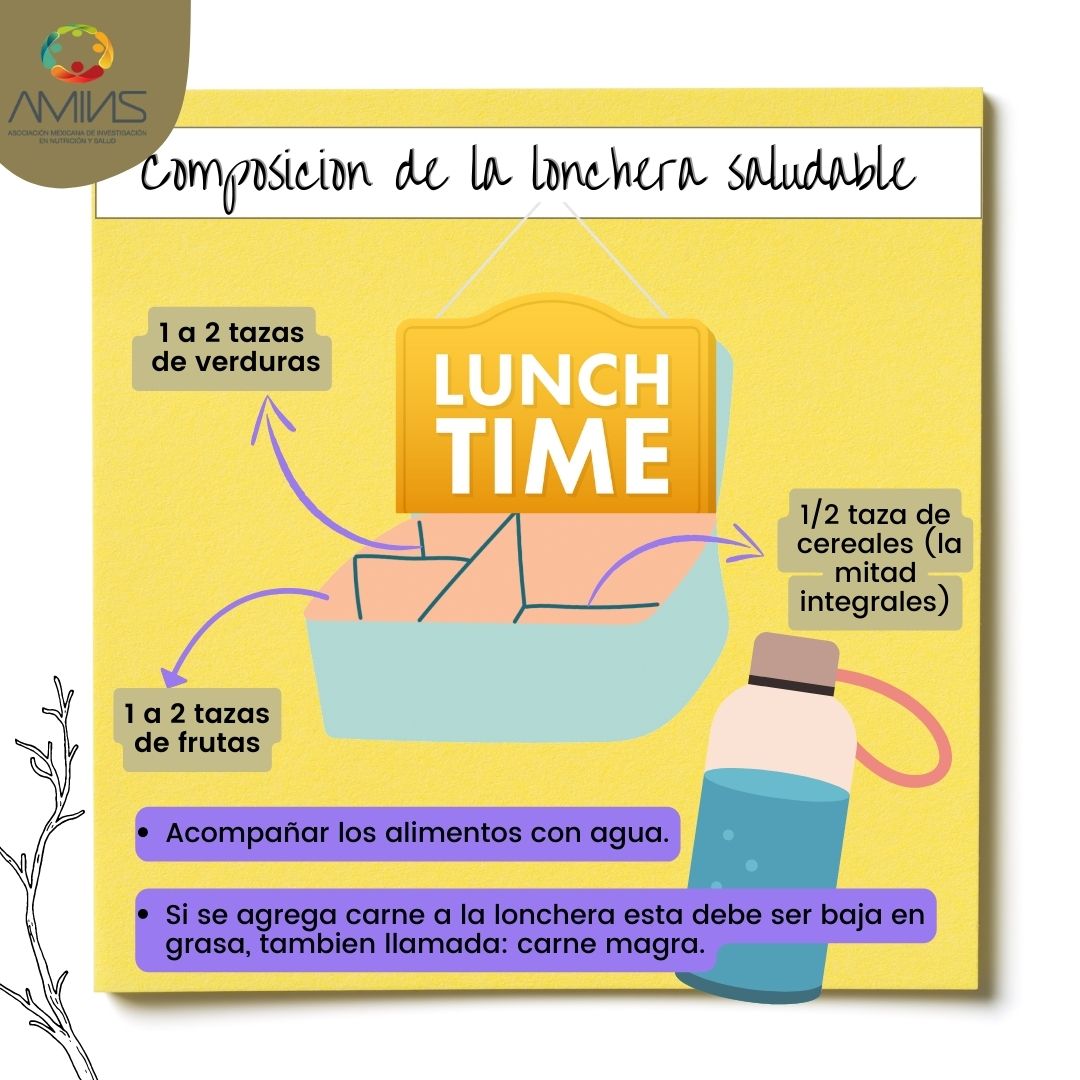 AMINS
ASOCIACIÓN MEXICANA DE INVESTIGACIÓN
EN NUTRICIÓN Y SALUD
Composicion de la lonchera saludable
1 a 2 tazas
de verduras
LUNCH
TIME
1/2 taza de
cereales (la
mitad
integrales)
1 a 2 tazas
de frutas
• Acompañar los alimentos con agua.
• Si se agrega carne a la lonchera esta debe ser baja en
grasa, tambien llamada: carne magra.